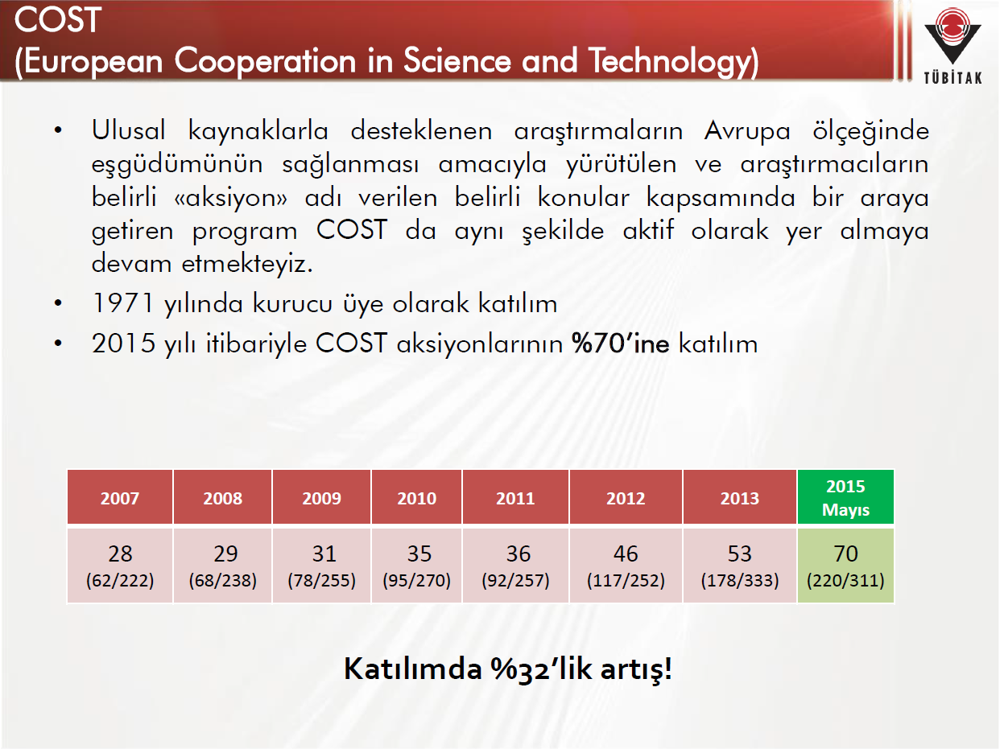 COST
(European Cooperation in Science and Technology)
TÜBİTAK
• Ulusal kaynaklarla desteklenen araştırmaların Avrupa ölçeğinde
eşgüdümünün sağlanması amacıyla yürütülen ve araştırmacıların
belirli «aksiyon» adı verilen belirli konular kapsamında bir araya
getiren program COST da aynı şekilde aktif olarak yer almaya
devam etmekteyiz.
• 1971 yılında kurucu üye olarak katılım
• 2015 yılı itibariyle COST aksiyonlarının %70’ine katılım
2007 2008 2009 2010 2011 2012 2013 2015
Mayıs
28 29 31 35 36 46 53 70
(62/222) (68/238) (78/255) (95/270) (92/257) (117/252) (178/333) (220/311)
Katılımda %32’lik artış!